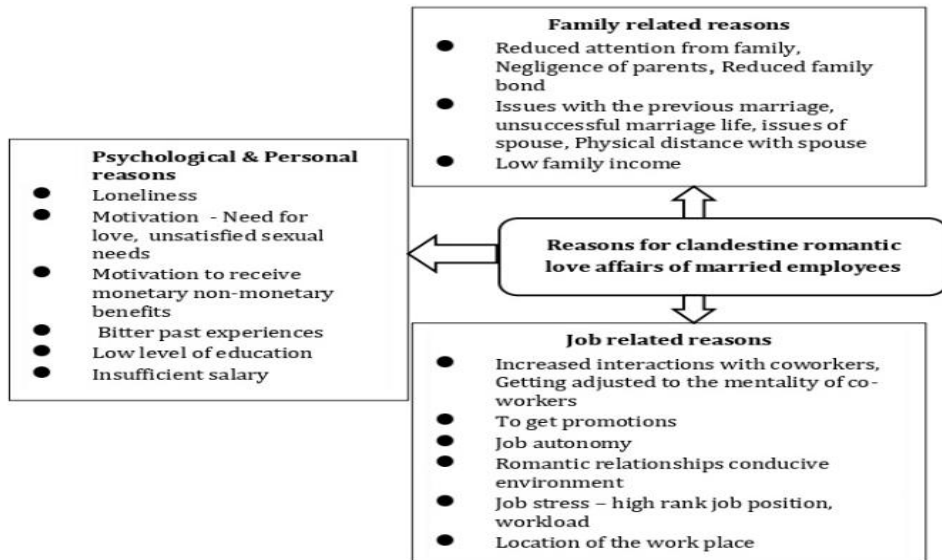 Family related reasons
● Reduced attention from family,
Negligence of parents, Reduced family
bond
● Issues with the previous marriage,
unsuccessful marriage life, issues of
spouse, Physical distance with spouse
● Low family income
Psychological & Personal
reasons
● Loneliness
● Motivation - Need for
love, unsatisfied sexual
needs
● Motivation to receive
monetary non-monetary
benefits
● Bitter past experiences
● Low level of education
● Insufficient salary
Reasons for clandestine romantic
love affairs of married employees
Job related reasons
● Increased interactions with coworkers,
Getting adjusted to the mentality of co-
workers
● To get promotions
● Job autonomy
● Romantic relationships conducive
environment
● Job stress – high rank job position,
workload
● Location of the work place